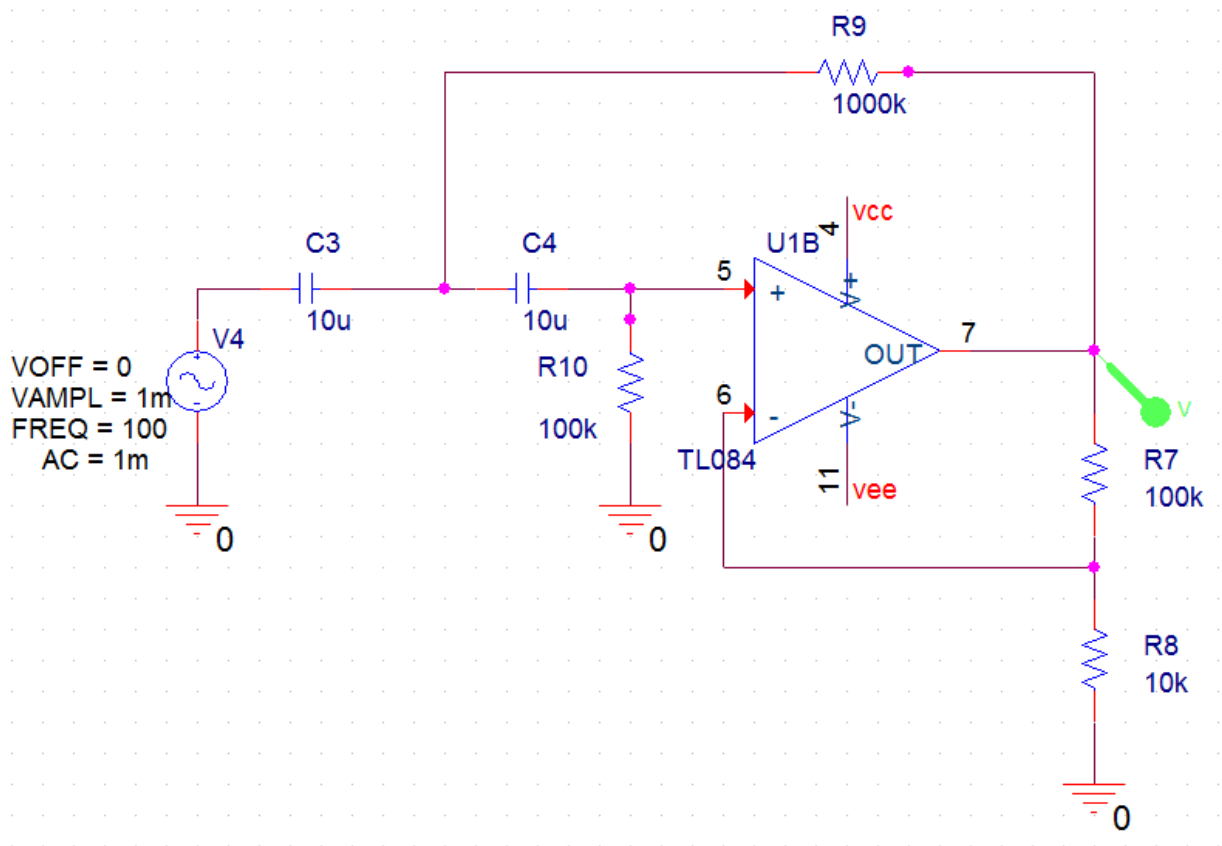 R9
1000k
vcc
4
C3
C4
U1B
5
+
V+
10u
10u
7
V4
OUT
VOFF = 0
VAMPL = 1m
FREQ = 100
AC = 1m
R10
100k
6
-
V-
V
TL084
11
vee
R7
100k
0
0
R8
10k
0